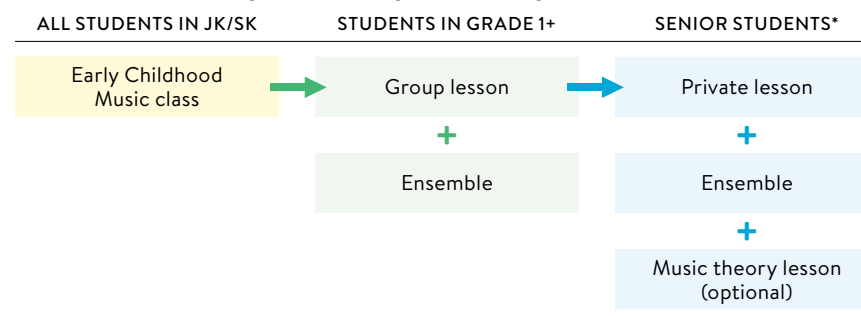 ALL STUDENTS IN JK/SK
STUDENTS IN GRADE 1+
SENIOR STUDENTS*
Early Childhood
Music class
Group lesson
Private lesson
+
+
Ensemble
Ensemble
+
Music theory lesson
(optional)